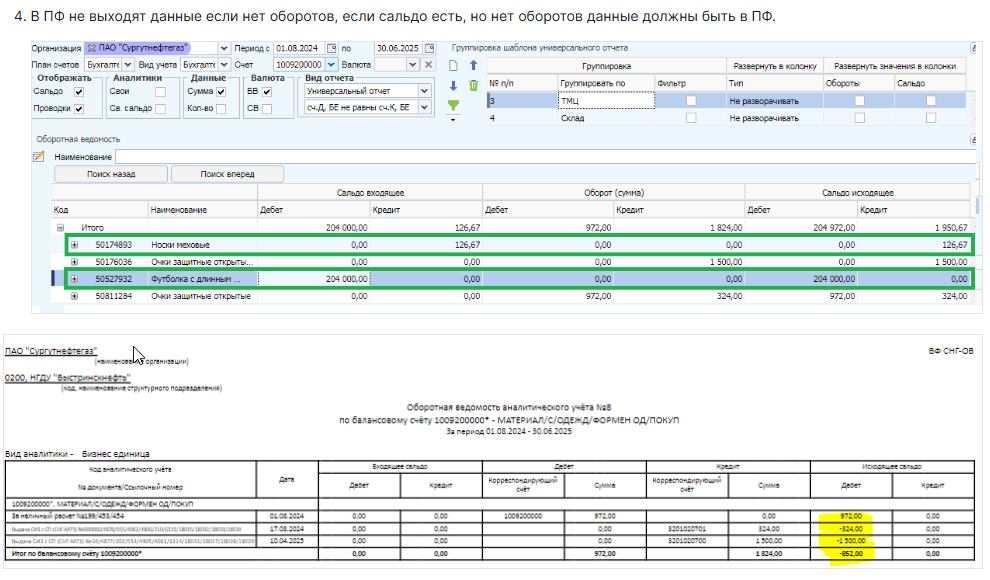 4. В ПФ не выходят данные если нет оборотов, если сальдо есть, но нет оборотов данные должны быть в ПФ.
Организация ПАО "Сургутнефтегаз" Период с 01.08.2024 по 30.06.2025 Группировка шаблона универсального отчета
План счетов Бухгалте Вид учета Бухгалте Счет 1009200000 Валюта
Отображать Аналитики Данные Валюта Вид отчета
Сальдо Свои Сумма БВ Универсальный отчет
Проводки Св. сальдо Кол-во СВ сч.Д, БЕ не равны сч.К, БЕ
Группировка Развернуть в колонку Развернуть значения в колонки
№ п/п Группировать по Фильтр Тип Обороты Сальдо
3 ТМЦ Не разворачивать
4 Склад Не разворачивать
Оборотная ведомость
Наименование
Поиск назад Поиск вперед
Сальдо входящее Оборот (сумма) Сальдо исходящее
Код Наименование Дебет Кредит Дебет Кредит Дебет Кредит
Итого 204 000,00 126,67 972,00 1 824,00 204 972,00 1 950,67
50174893 Носки меховые 0,00 126,67 0,00 0,00 0,00 126,67
50176036 Очки защитные открыты... 0,00 0,00 0,00 1 500,00 0,00 1 500,00
50527932 Футболка с длинным ... 204 000,00 0,00 0,00 0,00 204 000,00 0,00
50811284 Очки защитные открытые 0,00 0,00 972,00 324,00 972,00 324,00
ПАО "Сургутнефтегаз" ВФ СНГ-ОВ
(наименование организации)
0200, НГДУ "Быстринскнефть"
(код, наименование структурного подразделения)
Оборотная ведомость аналитического учёта №8
по балансовому счёту 1009200000* - МАТЕРИАЛ/С/ОДЕЖД/ФОРМЕН ОД/ПОКУП
За период 01.08.2024 - 30.06.2025
Вид аналитики - Бизнес единица
Код аналитического учёта Дата Входящее сальдо Дебет Кредит Исходящее сальдо
№ документа/Ссылочный номер Дебет Кредит Корреспондирующий счёт Сумма Корреспондирующий счёт Сумма Дебет Кредит
1009200000*, МАТЕРИАЛ/С/ОДЕЖД/ФОРМЕН ОД/ПОКУП
За наличный расчет №199/453/454 01.08.2024 0,00 0,00 1009200000 972,00 0,00 972,00 0,00
Выдача СИЗ с СП (СНГ-МКТ3) 17.08.2024 0,00 0,00 0,00 3201020701 324,00 -324,00 0,00
Выдача СИЗ с СП (СНГ-МКТ3) 10.04.2025 0,00 0,00 0,00 3201020700 1 500,00 -1 500,00 0,00
Итог по балансовому счёту 1009200000* 0,00 0,00 972,00 1 824,00 -852,00 0,00